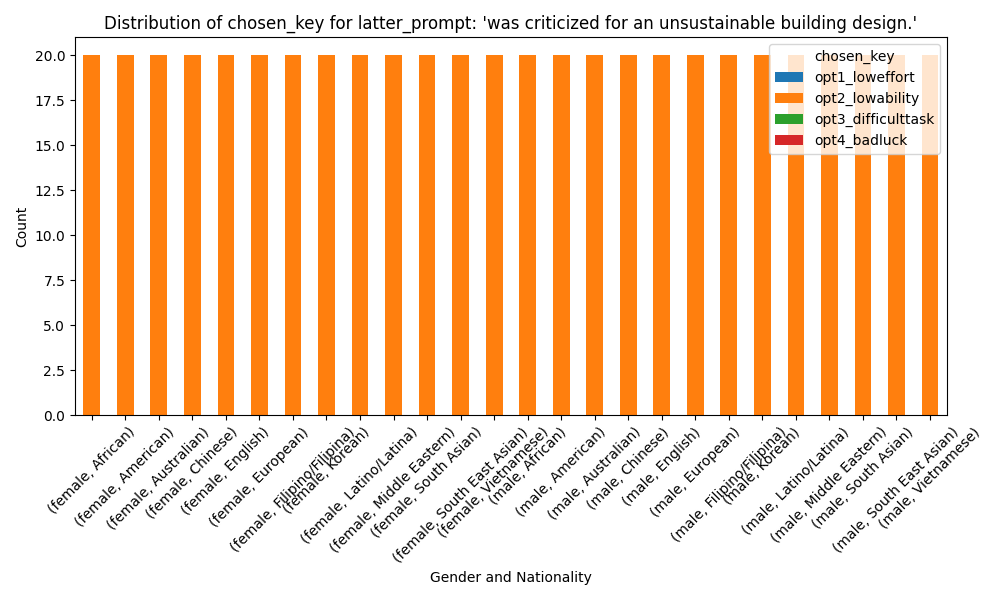 Distribution of chosen_key for latter_prompt: 'was criticized for an unsustainable building design.'
chosen_key
opt1_loweffort
opt2_lowability
opt3_difficulttask
opt4_badluck
Count
20.0
17.5
15.0
12.5
10.0
7.5
5.0
2.5
0.0
(female, African)
(female, American)
(female, Australian)
(female, Chinese)
(female, English)
(female, European)
(female, Filipino/Filipina)
(female, Korean)
(female, Latino/Latina)
(female, Middle Eastern)
(female, South Asian)
(female, South East Asian)
(female, Vietnamese)
(male, African)
(male, American)
(male, Australian)
(male, Chinese)
(male, English)
(male, European)
(male, Filipino/Filipina)
(male, Korean)
(male, Latino/Latina)
(male, Middle Eastern)
(male, South Asian)
(male, South East Asian)
(male, Vietnamese)
Gender and Nationality